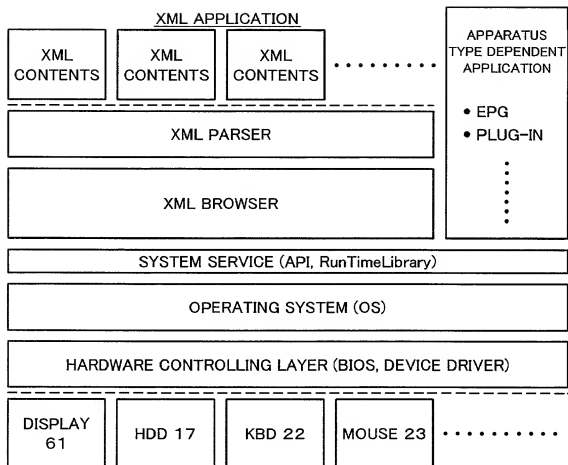 XML APPLICATION
XML
CONTENTS
XML
CONTENTS
XML
CONTENTS
APPARATUS
TYPE DEPENDENT
APPLICATION
• EPG
• PLUG-IN
XML PARSER
XML BROWSER
SYSTEM SERVICE (API, RunTimeLibrary)
OPERATING SYSTEM (OS)
HARDWARE CONTROLLING LAYER (BIOS, DEVICE DRIVER)
DISPLAY
61
HDD 17
KBD 22
MOUSE 23